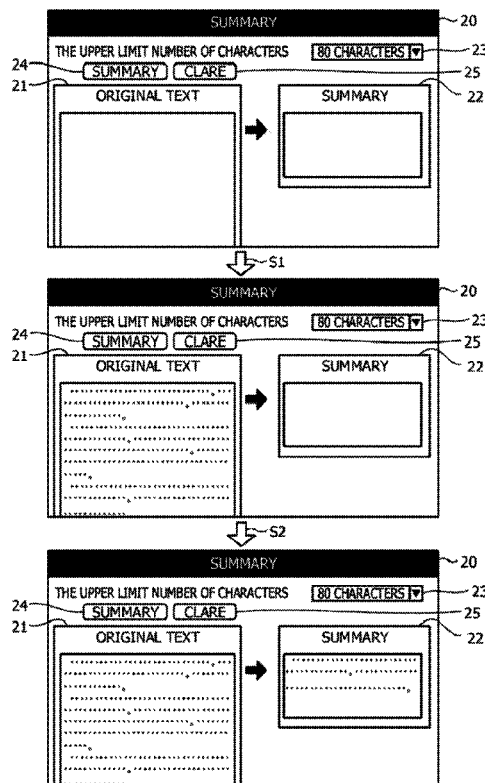 SUMMARY 20
THE UPPER LIMIT NUMBER OF CHARACTERS 80 CHARACTERS 23
24 SUMMARY CLARE 25
21 ORIGINAL TEXT SUMMARY 22
S1
SUMMARY 20
THE UPPER LIMIT NUMBER OF CHARACTERS 80 CHARACTERS 23
24 SUMMARY CLARE 25
21 ORIGINAL TEXT SUMMARY 22
S2
SUMMARY 20
THE UPPER LIMIT NUMBER OF CHARACTERS 80 CHARACTERS 23
24 SUMMARY CLARE 25
21 ORIGINAL TEXT SUMMARY 22